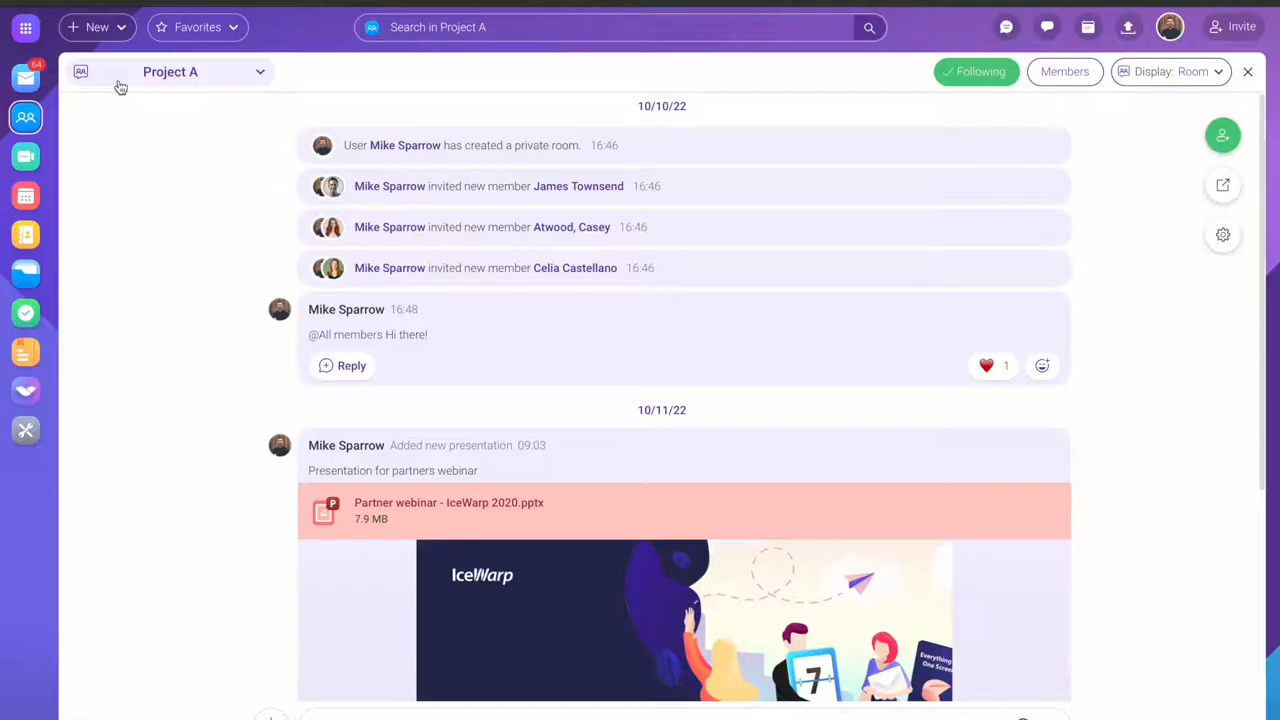 New
Favorites
Search in Project A
Invite
64
Project A
Following
Members
Display: Room
10/10/22
User Mike Sparrow has created a private room. 16:46
Mike Sparrow invited new member James Townsend 16:46
Mike Sparrow invited new member Atwood, Casey 16:46
Mike Sparrow invited new member Celia Castellano 16:46
Mike Sparrow 16:48
@All members Hi there!
Reply
1
10/11/22
Mike Sparrow Added new presentation 09:03
Presentation for partners webinar
P
Partner webinar - IceWarp 2020.pptx
7.9 MB
IceWarp
7
Everything
One Screen